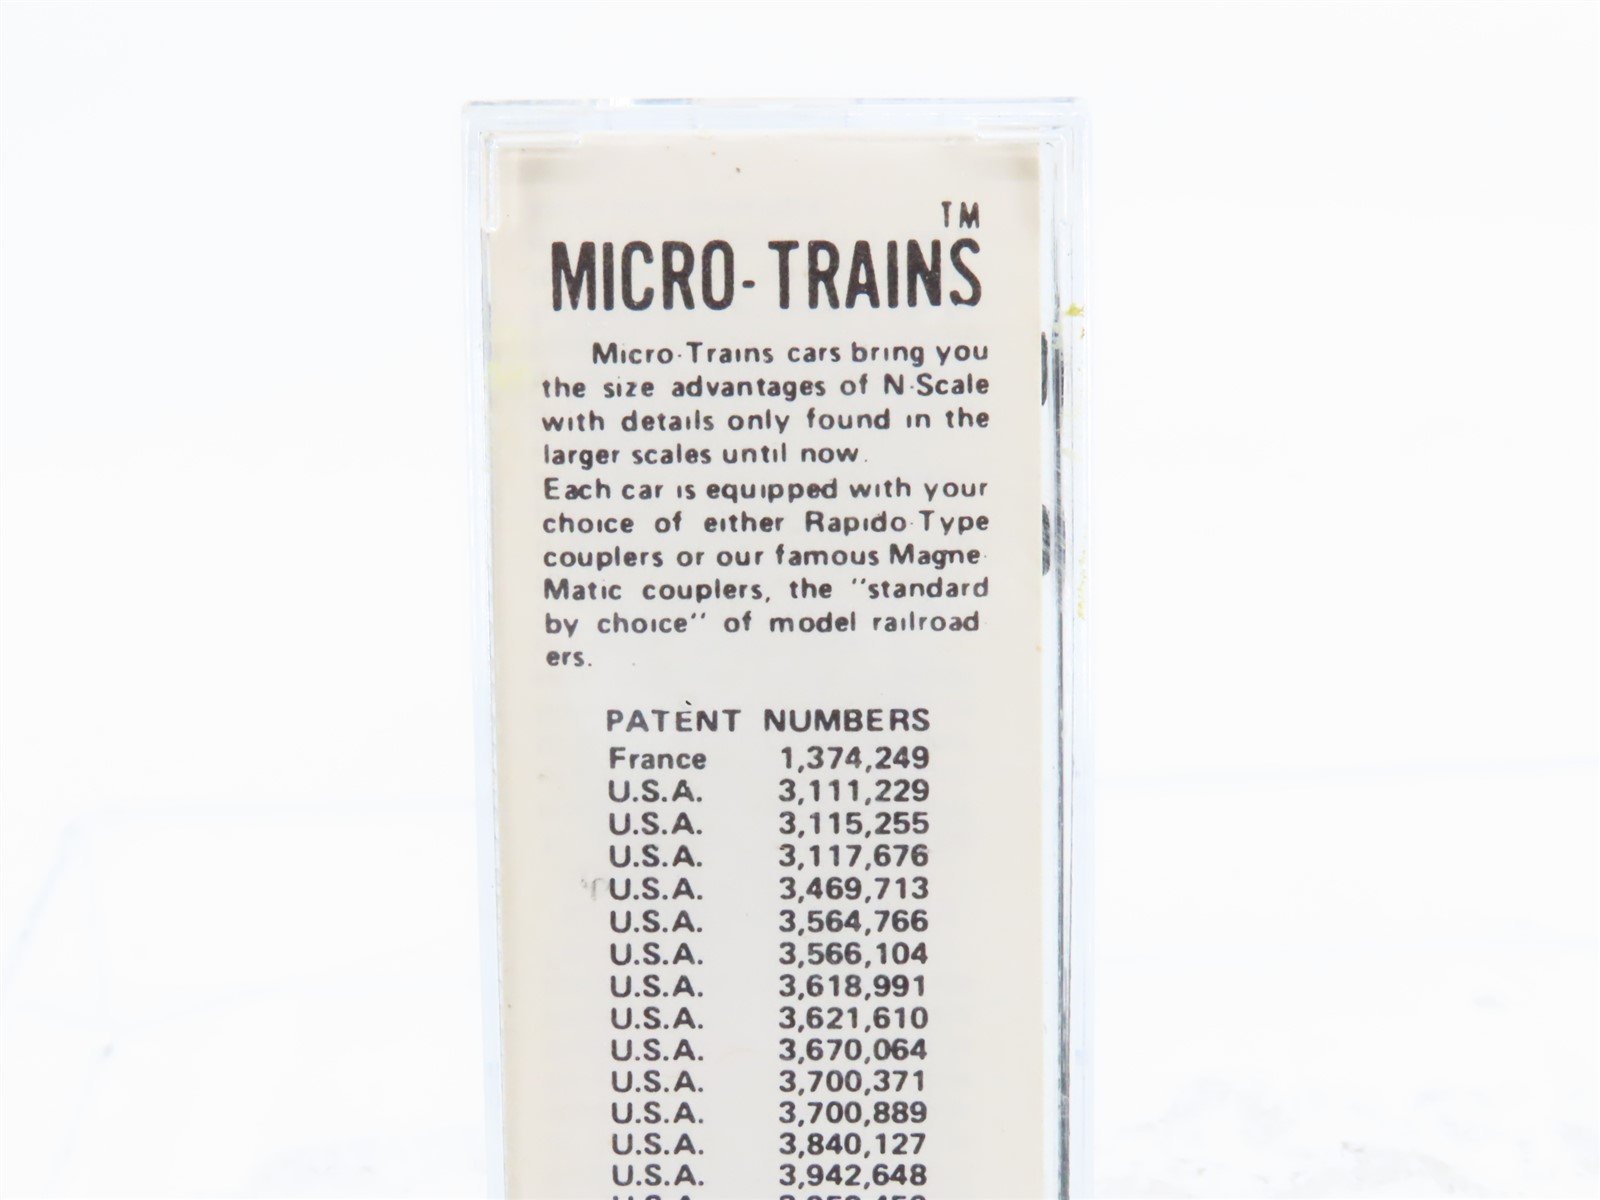 TM
MICRO-TRAINS
Micro-Trains cars bring you
the size advantages of N-Scale
with details only found in the
larger scales until now.
Each car is equipped with your
choice of either Rapido-Type
couplers or our famous Magne-
Matic couplers, the "standard
by choice" of model railroad
ers.
PATENT NUMBERS
France 1,374,249
U.S.A. 3,111,229
U.S.A. 3,115,255
U.S.A. 3,117,676
U.S.A. 3,469,713
U.S.A. 3,564,766
U.S.A. 3,566,104
U.S.A. 3,618,991
U.S.A. 3,621,610
U.S.A. 3,670,064
U.S.A. 3,700,371
U.S.A. 3,700,889
U.S.A. 3,840,127
U.S.A. 3,942,648